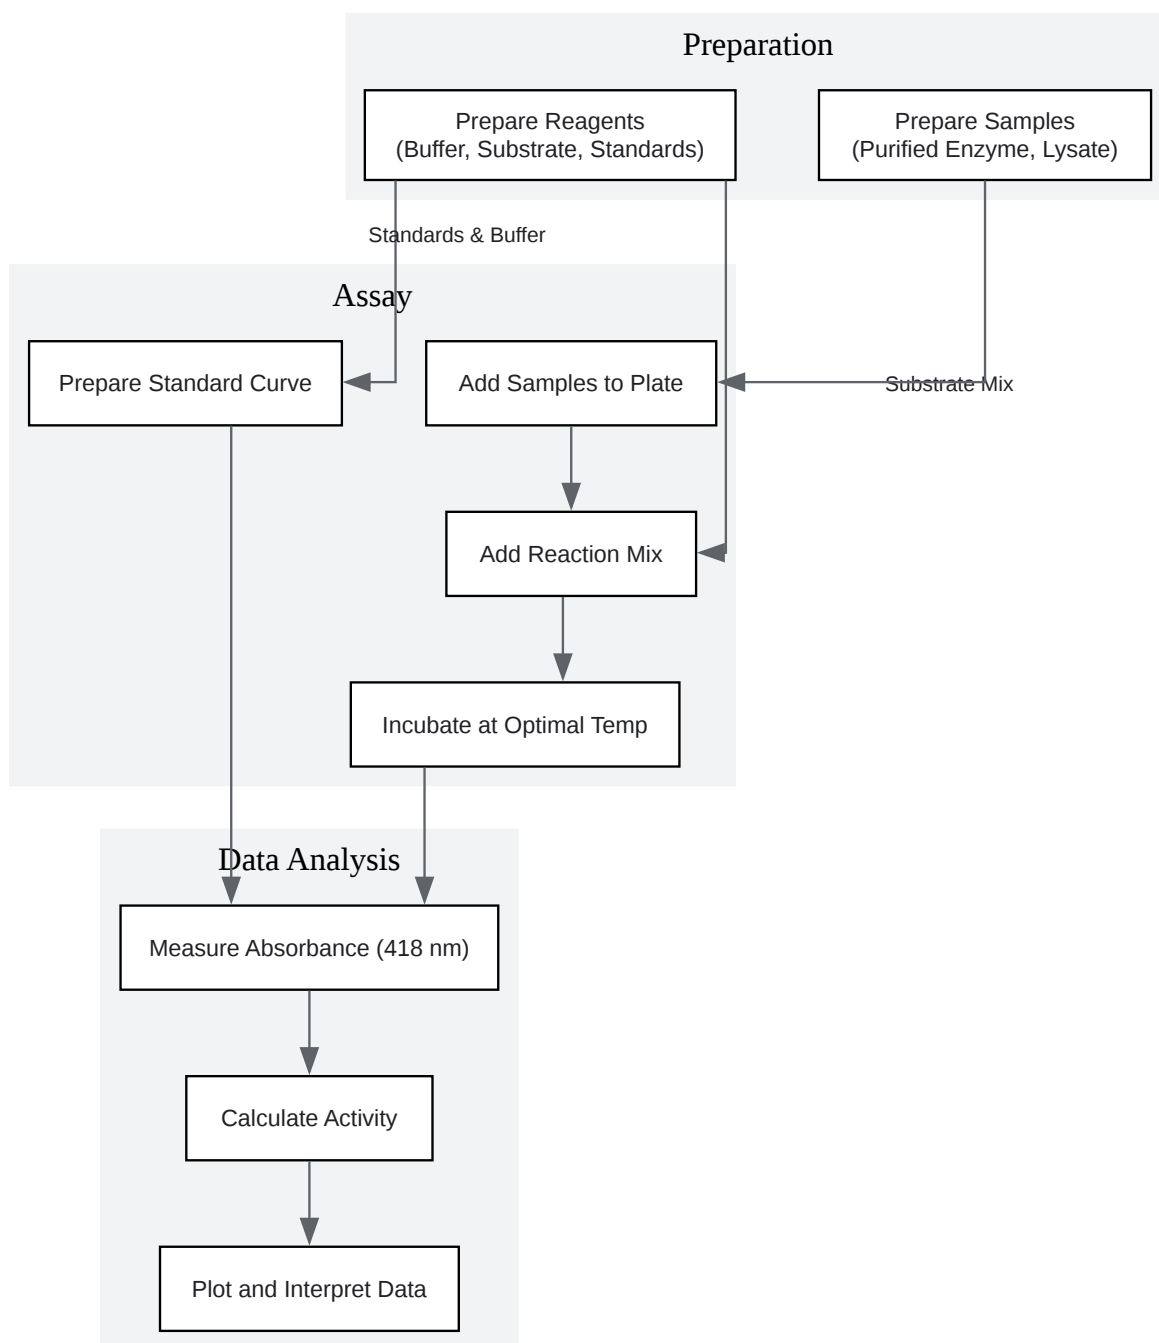 Preparation
Prepare Reagents
(Buffer, Substrate, Standards)
Prepare Samples
(Purified Enzyme, Lysate)
Standards & Buffer
Assay
Prepare Standard Curve
Add Samples to Plate
Substrate Mix
Add Reaction Mix
Incubate at Optimal Temp
Data Analysis
Measure Absorbance (418 nm)
Calculate Activity
Plot and Interpret Data